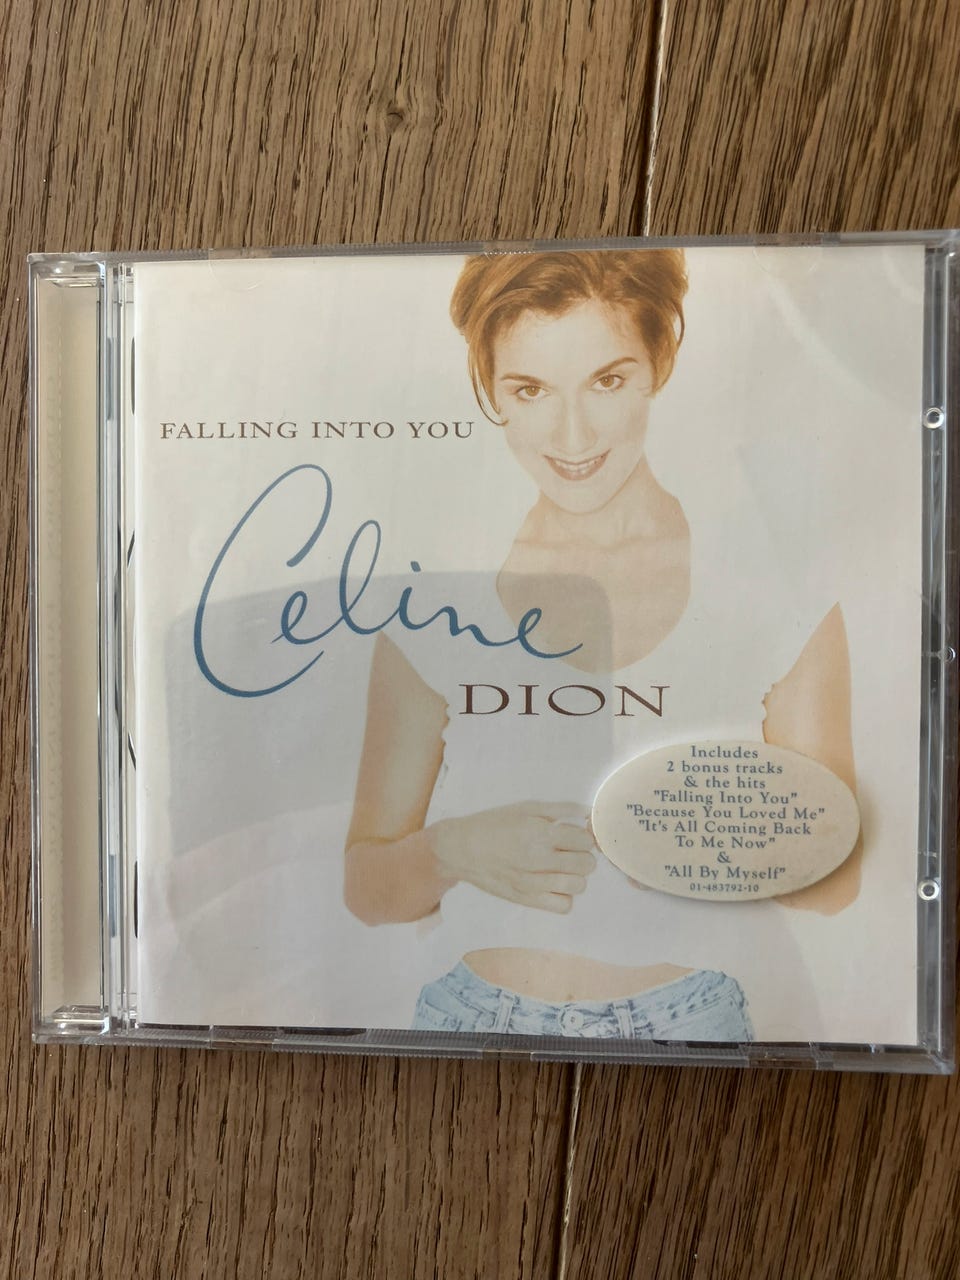 FALLING INTO YOU
Celine
DION
Includes
2 bonus tracks
& the hits
"Falling Into You"
"Because You Loved Me"
"It's All Coming Back
To Me Now"
&
"All By Myself"
01-483792-10